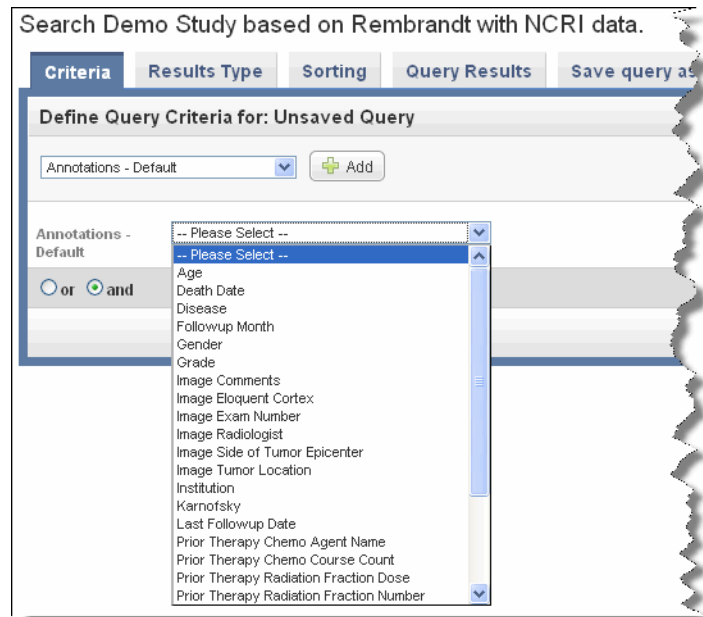 Search Demo Study based on Rembrandt with NCRI data.
Criteria
Results Type
Sorting
Query Results
Save query as
Define Query Criteria for: Unsaved Query
Annotations - Default
Add
Annotations -
Default
-- Please Select --
-- Please Select --
Age
Death Date
Disease
Followup Month
Gender
Grade
Image Comments
Image Eloquent Cortex
Image Exam Number
Image Radiologist
Image Side of Tumor Epicenter
Image Tumor Location
Institution
Karnofsky
Last Followup Date
Prior Therapy Chemo Agent Name
Prior Therapy Chemo Course Count
Prior Therapy Radiation Fraction Dose
Prior Therapy Radiation Fraction Number
or and